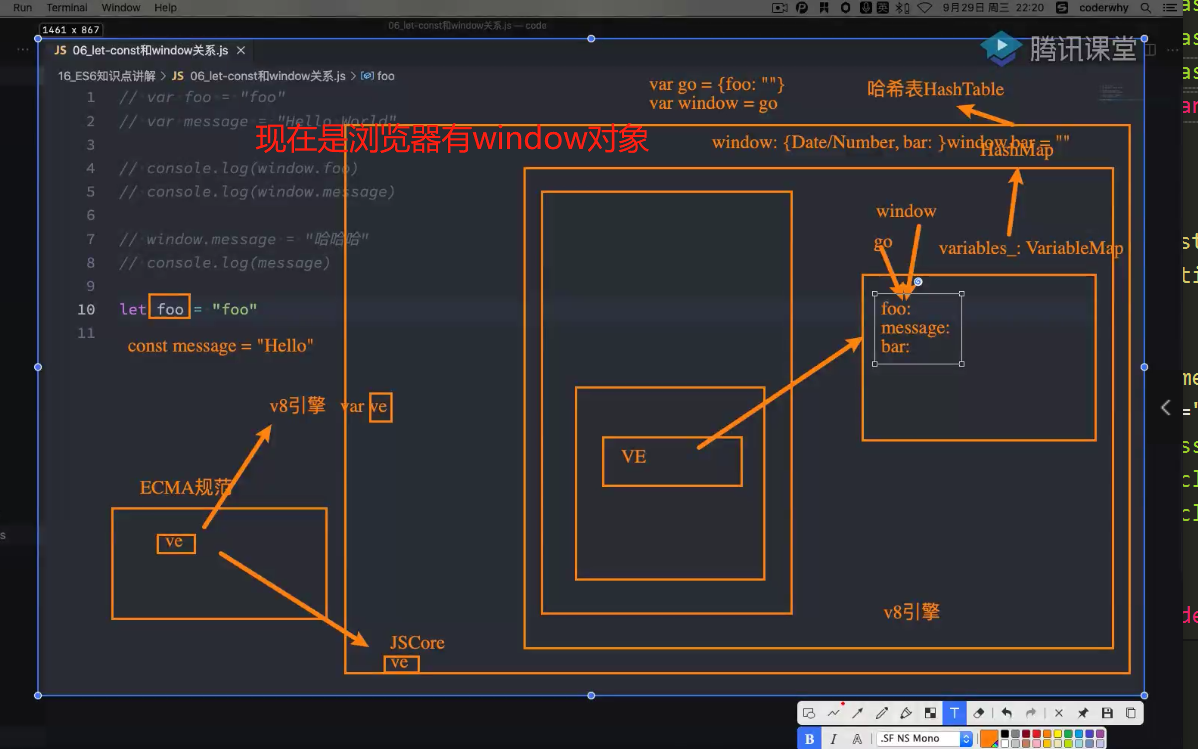 Run Terminal Window Help
9月29日 周三 22:20 coderwhy
1461 x 867
06_let-const和window关系.js — code
JS 06_let-const和window关系.js ×
腾讯课堂
16_ES6知识点讲解 > JS 06_let-const和window关系.js > foo
var go = {foo: ""}
var window = go
哈希表HashTable
1 // var foo = "foo"
2 // var message = "Hello World"
3
4 // console.log(window.foo)
5 // console.log(window.message)
6
7 // window.message = "哈哈哈"
8 // console.log(message)
9
10 let foo = "foo"
11
现在是浏览器有window对象
window: {Date/Number, bar: }window.bar = ""
HashMap
window
go
variables_: VariableMap
foo:
message:
bar:
const message = "Hello"
v8引擎 var ve
VE
ECMA规范
ve
v8引擎
JSCore
ve
T
B I A .SF NS Mono